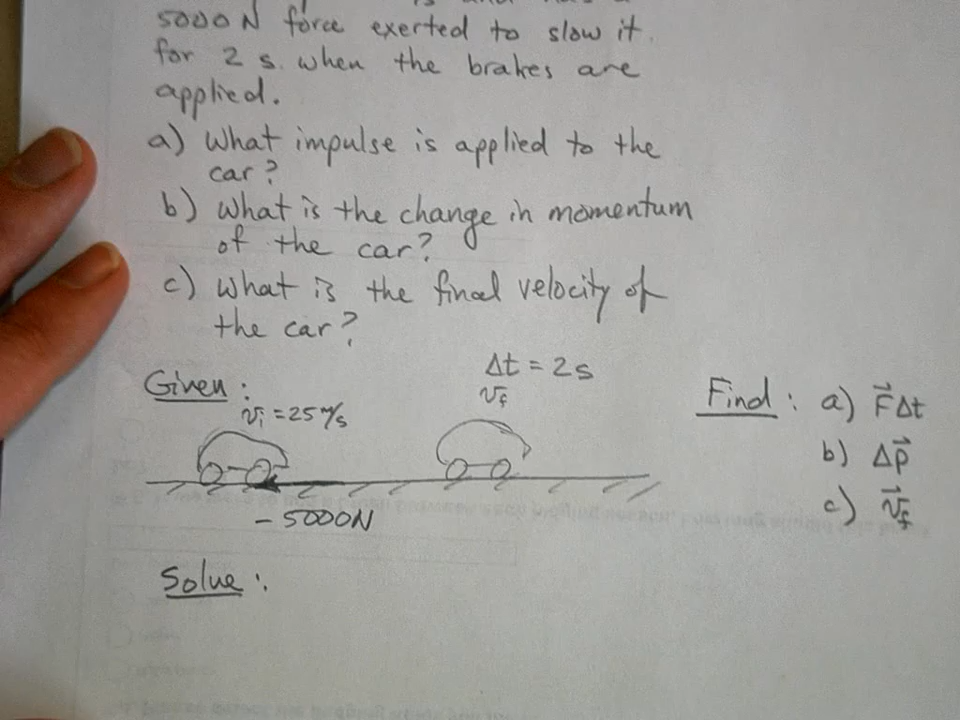 5000 N force exerted to slow it
for 2 s. when the brakes are
applied.
a) What impulse is applied to the
car?
b) What is the change in momentum
of the car?
c) What is the final velocity of
the car?
Given:
vi = 25 m/s
Δt = 2s
vf
- 5000N
Find: a) F⃗Δt
b) Δp⃗
c) v⃗f
Solve: